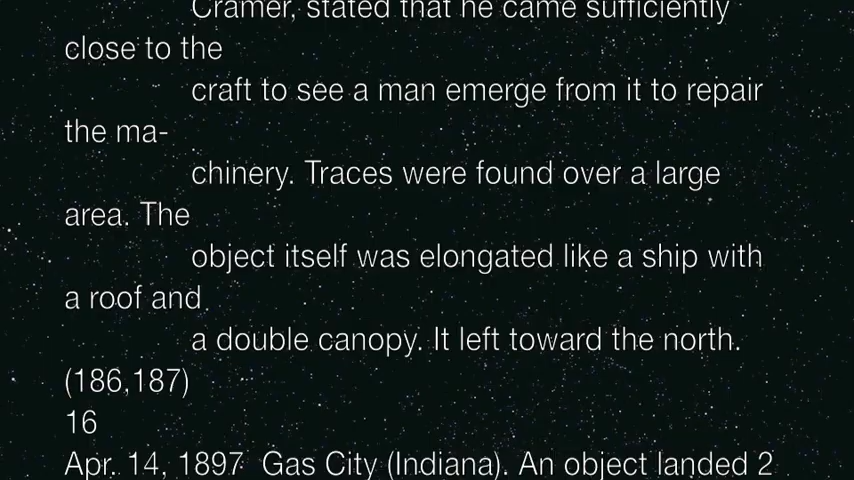 Cramer, stated that he came sufficiently
close to the
craft to see a man emerge from it to repair
the ma-
chinery. Traces were found over a large
area. The
object itself was elongated like a ship with
a roof and
a double canopy. It left toward the north.
(186,187)
16
Apr. 14, 1897  Gas City (Indiana). An object landed 2